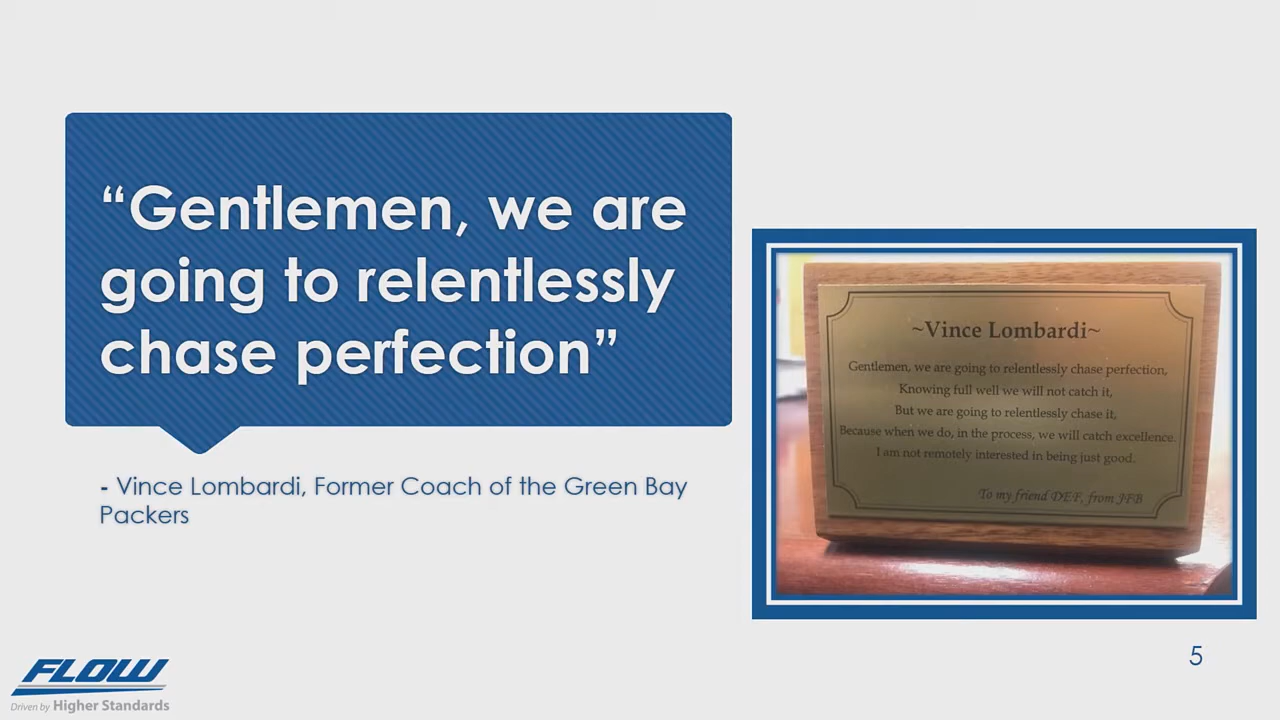 “Gentlemen, we are
going to relentlessly
chase perfection”
- Vince Lombardi, Former Coach of the Green Bay
Packers
~Vince Lombardi~
Gentlemen, we are going to relentlessly chase perfection,
Knowing full well we will not catch it,
But we are going to relentlessly chase it,
Because when we do, in the process, we will catch excellence.
I am not remotely interested in being just good.
To my friend DEF, from JFB
5
FLOW
Driven by Higher Standards